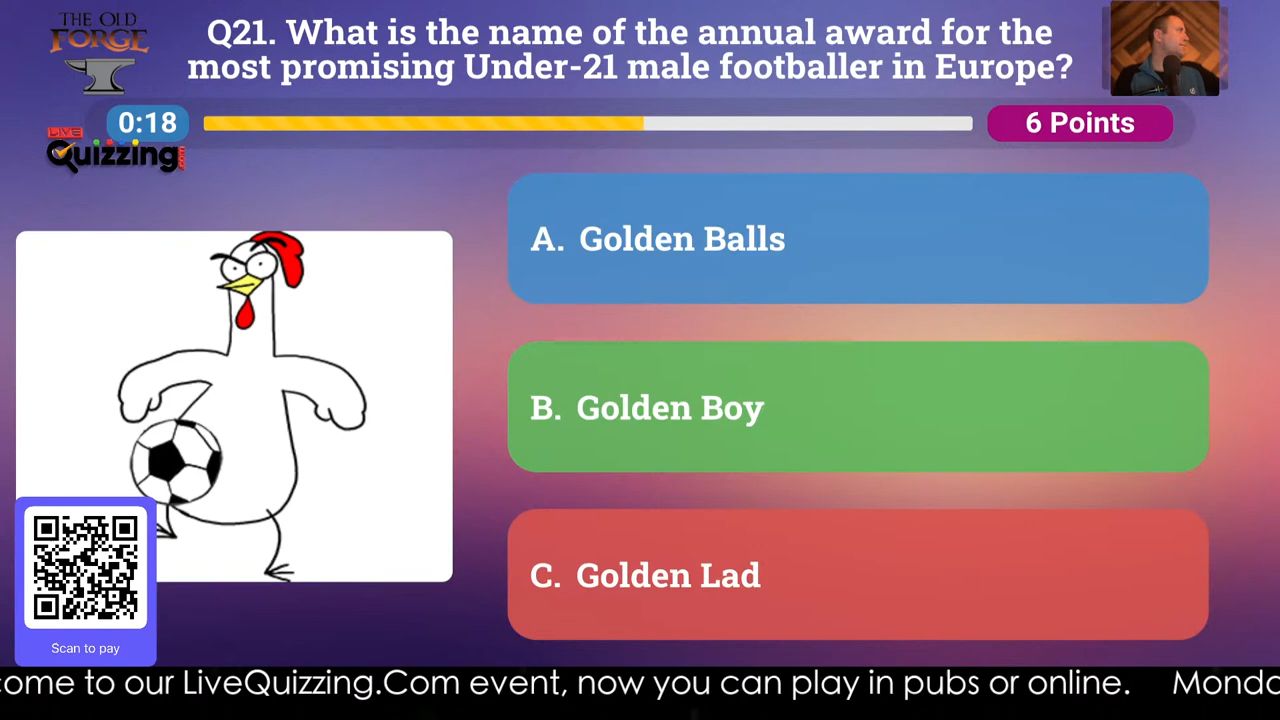 THE OLD
FORGE
Q21. What is the name of the annual award for the
most promising Under-21 male footballer in Europe?
0:18
6 Points
LIVE
Quizzing
.com
A. Golden Balls
B. Golden Boy
C. Golden Lad
Scan to pay
come to our LiveQuizzing.Com event, now you can play in pubs or online. Monda